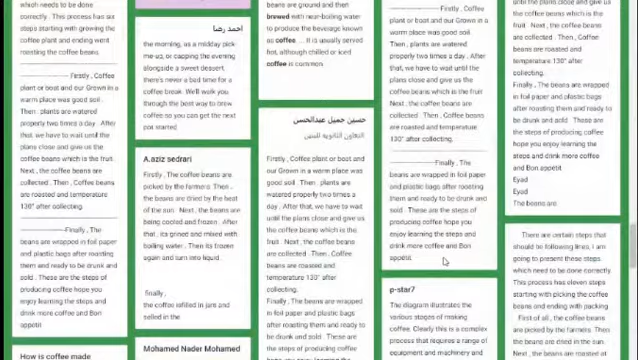 which needs to be done
correctly . This process has six
steps starting with growing the
coffee plant and ending went
roasting the coffee beans.
Firstly , Coffee
plant or boat and our Grown in a
warm place was good soil .
Then : plants are watered
properly two times a day . After
that, we have to wait until the
plans close and give us the
coffee beans which is the fruit .
Next , the coffee beans are
collected . Then , Coffee beans
are roasted and temperature
130° after collecting .
Finally , The
beans are wrapped in foil paper
and plastic bags after roasting
them and ready to be drunk and
sold . These are the steps of
producing coffee hope you
enjoy learning the steps and
drink more coffee and Bon
appetit
How is coffee made
احمد رضا
the morning, as a midday pick-
me-up, or capping the evening
alongside a sweet dessert.
there's never a bad time for a
coffee break. We'll walk you
through the best way to brew
coffee so you can get the next
pot started
A.aziz sedrari
Firstly , The coffee beans are
picked by the farmers. Then .
the beans are dried by the heat
of the sun . Next , the beans are
being cooled and frozen . After
that , its grined and mixed with
boiling water . Then its frozen
again and turn into liquid.
finally ,
the coffee refilled in jare and
selled in the
Mohamed Nader Mohamed
beans are ground and then
brewed with near-boiling water
to produce the beverage known
as coffee. ... It is usually served
hot, although chilled or iced
coffee is common
حسين جميل عبدالحسن
التعاون الثانويه للبنين
Firstly , Coffee plant or boat and
our Grown in a warm place was
good soil . Then : plants are
watered properly two times a
day . After that , we have to wait
until the plans close and give us
the coffee beans which is the
fruit . Next , the coffee beans
are collected . Then , Coffee
beans are roasted and
temperature 130° after
collecting .
Finally , The beans are wrapped
in foil paper and plastic bags
after roasting them and ready to
be drunk and sold . These are
the steps of producing coffee
Firstly , Coffee
plant or boat and our Grown in a
warm place was good soil .
Then , plants are watered
properly two times a day . After
that, we have to wait until the
plans close and give us the
coffee beans which is the fruit .
Next , the coffee beans are
collected . Then , Coffee beans
are roasted and temperature
130° after collecting .
Finally , The
beans are wrapped in foil paper
and plastic bags after roasting
them and ready to be drunk and
sold . These are the steps of
producing coffee hope you
enjoy learning the steps and
drink more coffee and Bon
appetit.
p-star7
The diagram illustrates the
various stages of making
coffee. Clearly this is a complex
process that requires a range of
equipment and machinery and
plans close and give us the
coffee beans which is the
fruit . Next , the coffee beans
are collected . Then , Coffee
beans are roasted and
temperature 130° after
collecting.
Finally, The beans are wrapped
in foil paper and plastic bags
after roasting them and ready to
be drunk and sold . These are
the steps of producing coffee
hope you enjoy learning the
steps and drink more coffee
and Bon appetit
Eyad
Eyad
The beans are
There are certain steps that
should be following lines, I am
going to present these steps
which need to be done correctly
This process has eleven steps
starting with picking the coffee
beans and ending with packing
First of all , the coffee beans
are picked by the farmers. Then
the beans are dried in the sun.